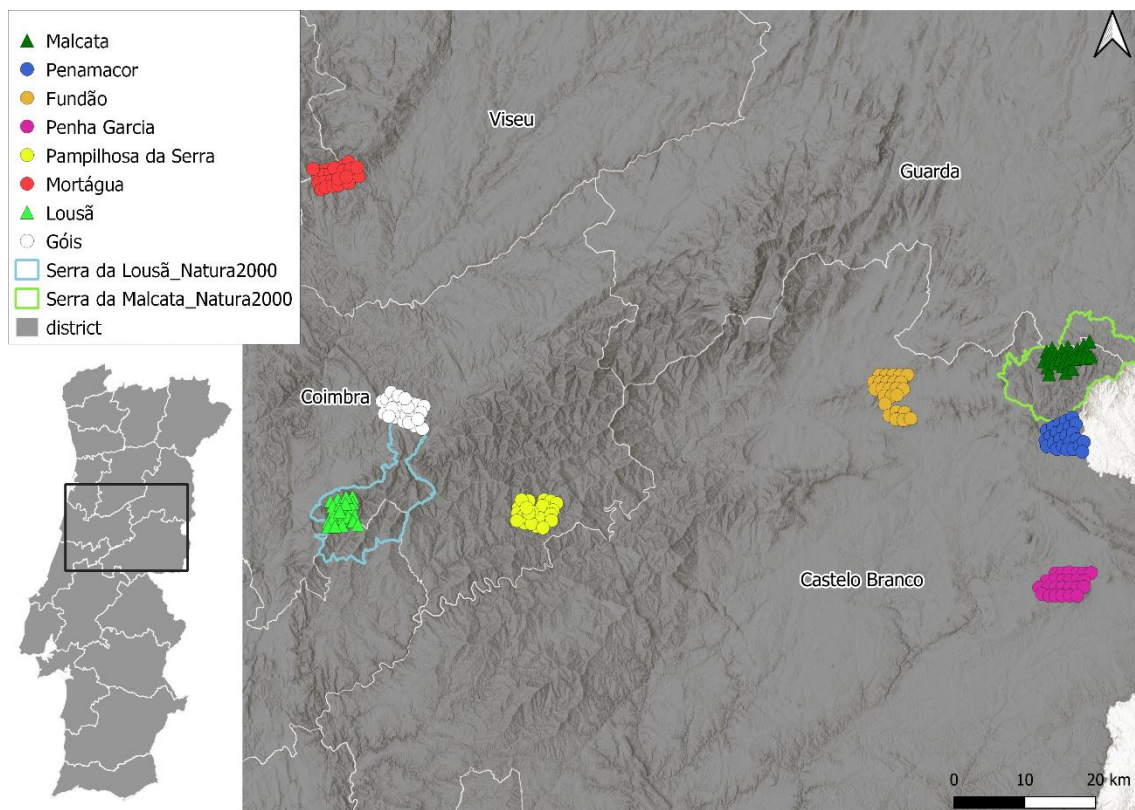 Malcata
Penamacor
Fundão
Penha Garcia
Pampilhosa da Serra
Mortágua
Lousã
Góis
Serra da Lousã_Natura2000
Serra da Malcata_Natura2000
district
Viseu
Guarda
Coimbra
Castelo Branco
0 10 20 km